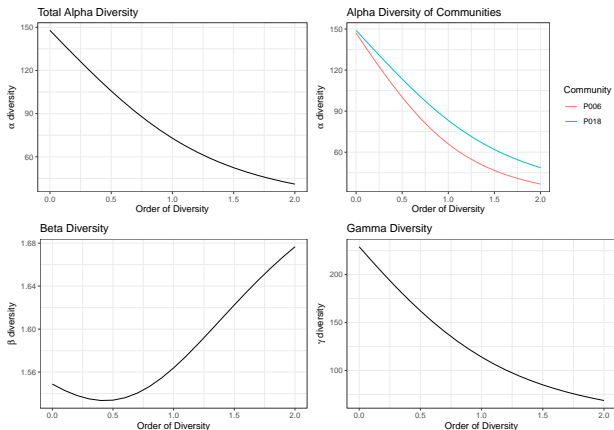 Total Alpha Diversity
α diversity
150
120
90
60
0.0 0.5 1.0 1.5 2.0
Order of Diversity
Alpha Diversity of Communities
α diversity
150
120
90
60
0.0 0.5 1.0 1.5 2.0
Order of Diversity
Community
P006
P018
Beta Diversity
β diversity
1.68
1.64
1.60
1.56
0.0 0.5 1.0 1.5 2.0
Order of Diversity
Gamma Diversity
γ diversity
200
150
100
0.0 0.5 1.0 1.5 2.0
Order of Diversity